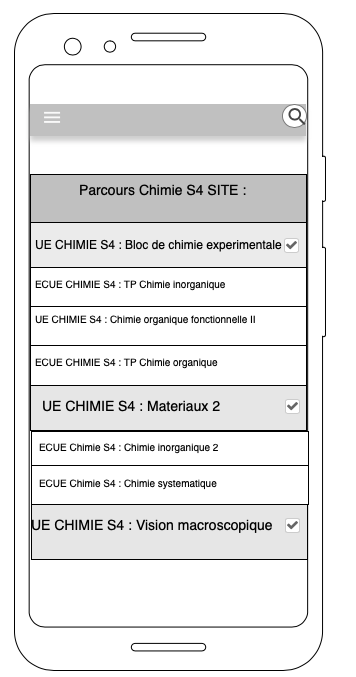 Parcours Chimie S4 SITE :
UE CHIMIE S4 : Bloc de chimie experimentale
ECUE CHIMIE S4 : TP Chimie inorganique
UE CHIMIE S4 : Chimie organique fonctionnelle II
ECUE CHIMIE S4 : TP Chimie organique
UE CHIMIE S4 : Materiaux 2
ECUE Chimie S4 : Chimie inorganique 2
ECUE Chimie S4 : Chimie systematique
UE CHIMIE S4 : Vision macroscopique